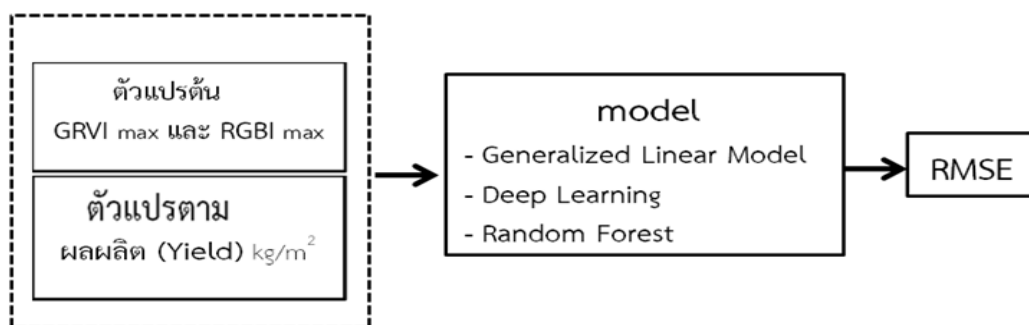 ตัวแปรต้น
GRVI max และ RGBI max
ตัวแปรตาม
ผลผลิต (Yield) kg/m²
model
- Generalized Linear Model
- Deep Learning
- Random Forest
RMSE